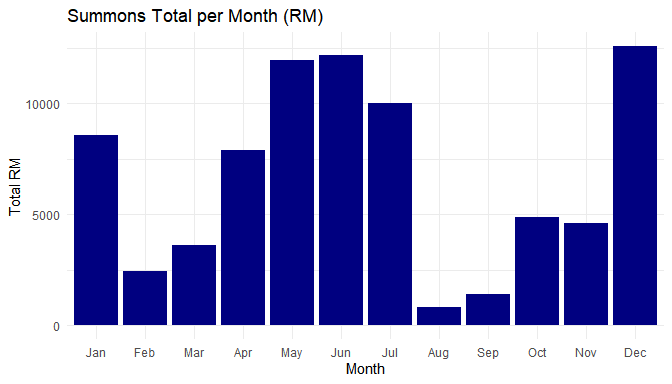 Summons Total per Month (RM)
Total RM
10000
5000
0
Jan Feb Mar Apr May Jun Jul Aug Sep Oct Nov Dec
Month